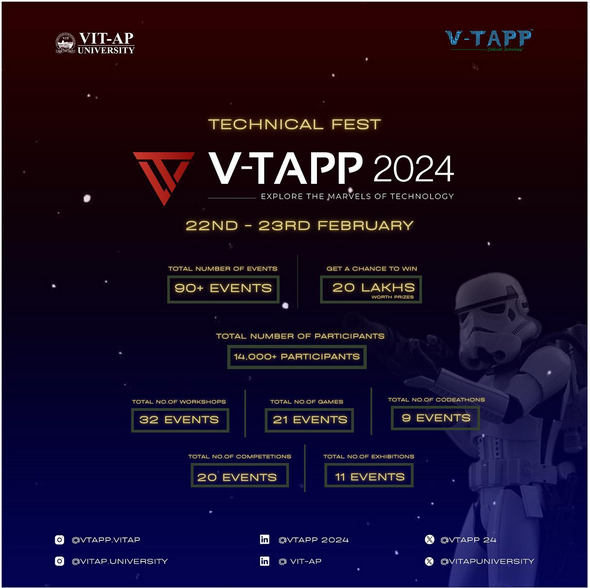 VIT-AP
UNIVERSITY
V-TAPP
TECHNICAL FEST
V-TAPP 2024
EXPLORE THE MARVELS OF TECHNOLOGY
22ND - 23RD FEBRUARY
TOTAL NUMBER OF EVENTS
90+ EVENTS
GET A CHANCE TO WIN
20 LAKHS
WORTH PRIZES
TOTAL NUMBER OF PARTICIPANTS
14,000+ PARTICIPANTS
TOTAL NO.OF WORKSHOPS
32 EVENTS
TOTAL NO.OF GAMES
21 EVENTS
TOTAL NO.OF CODEATHONS
9 EVENTS
TOTAL NO.OF COMPETETIONS
20 EVENTS
TOTAL NO.OF EXHIBITIONS
11 EVENTS
@VTAPP.VITAP
@VTAPP 2024
@VTAPP 24
@VITAP.UNIVERSITY
@ VIT-AP
@VITAPUNIVERSITY